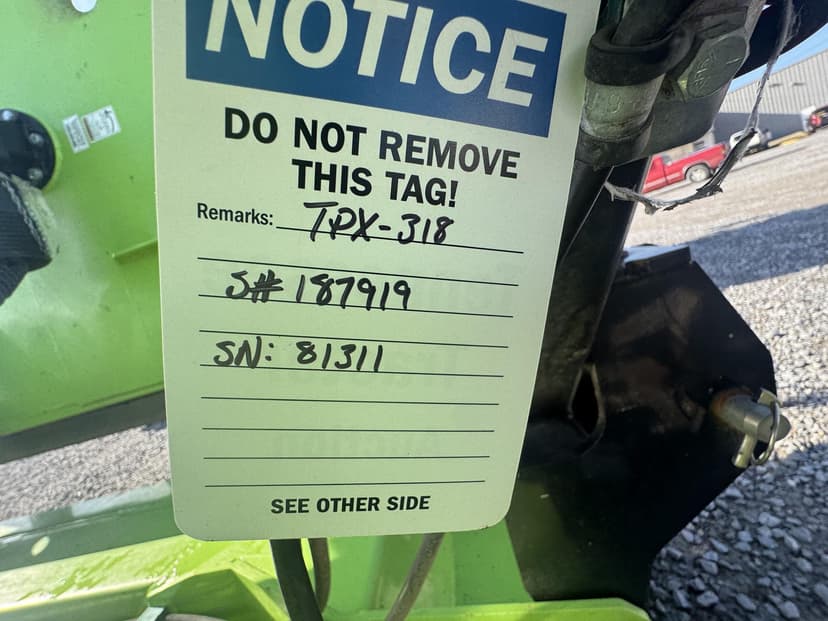 NOTICE
DO NOT REMOVE
THIS TAG!
Remarks: TPX-318
S# 187919
SN: 81311
SEE OTHER SIDE